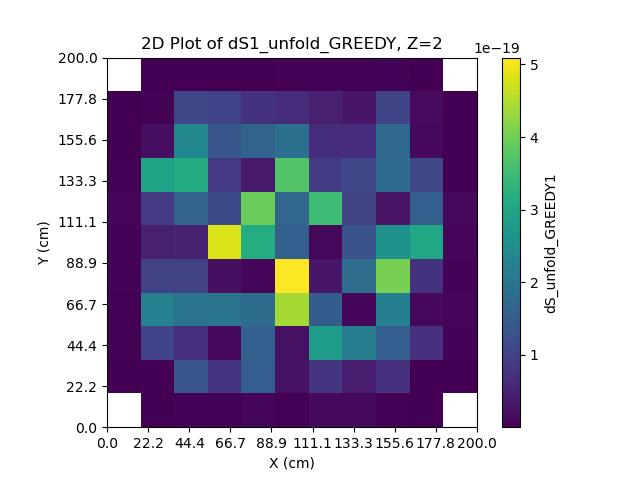 2D Plot of dS1_unfold_GREEDY, Z=2
1e−19
200.0
177.8
155.6
133.3
111.1
88.9
66.7
44.4
22.2
0.0
Y (cm)
0.0 22.2 44.4 66.7 88.9 111.1 133.3 155.6 177.8 200.0
X (cm)
5
4
3
2
1
dS_unfold_GREEDY1